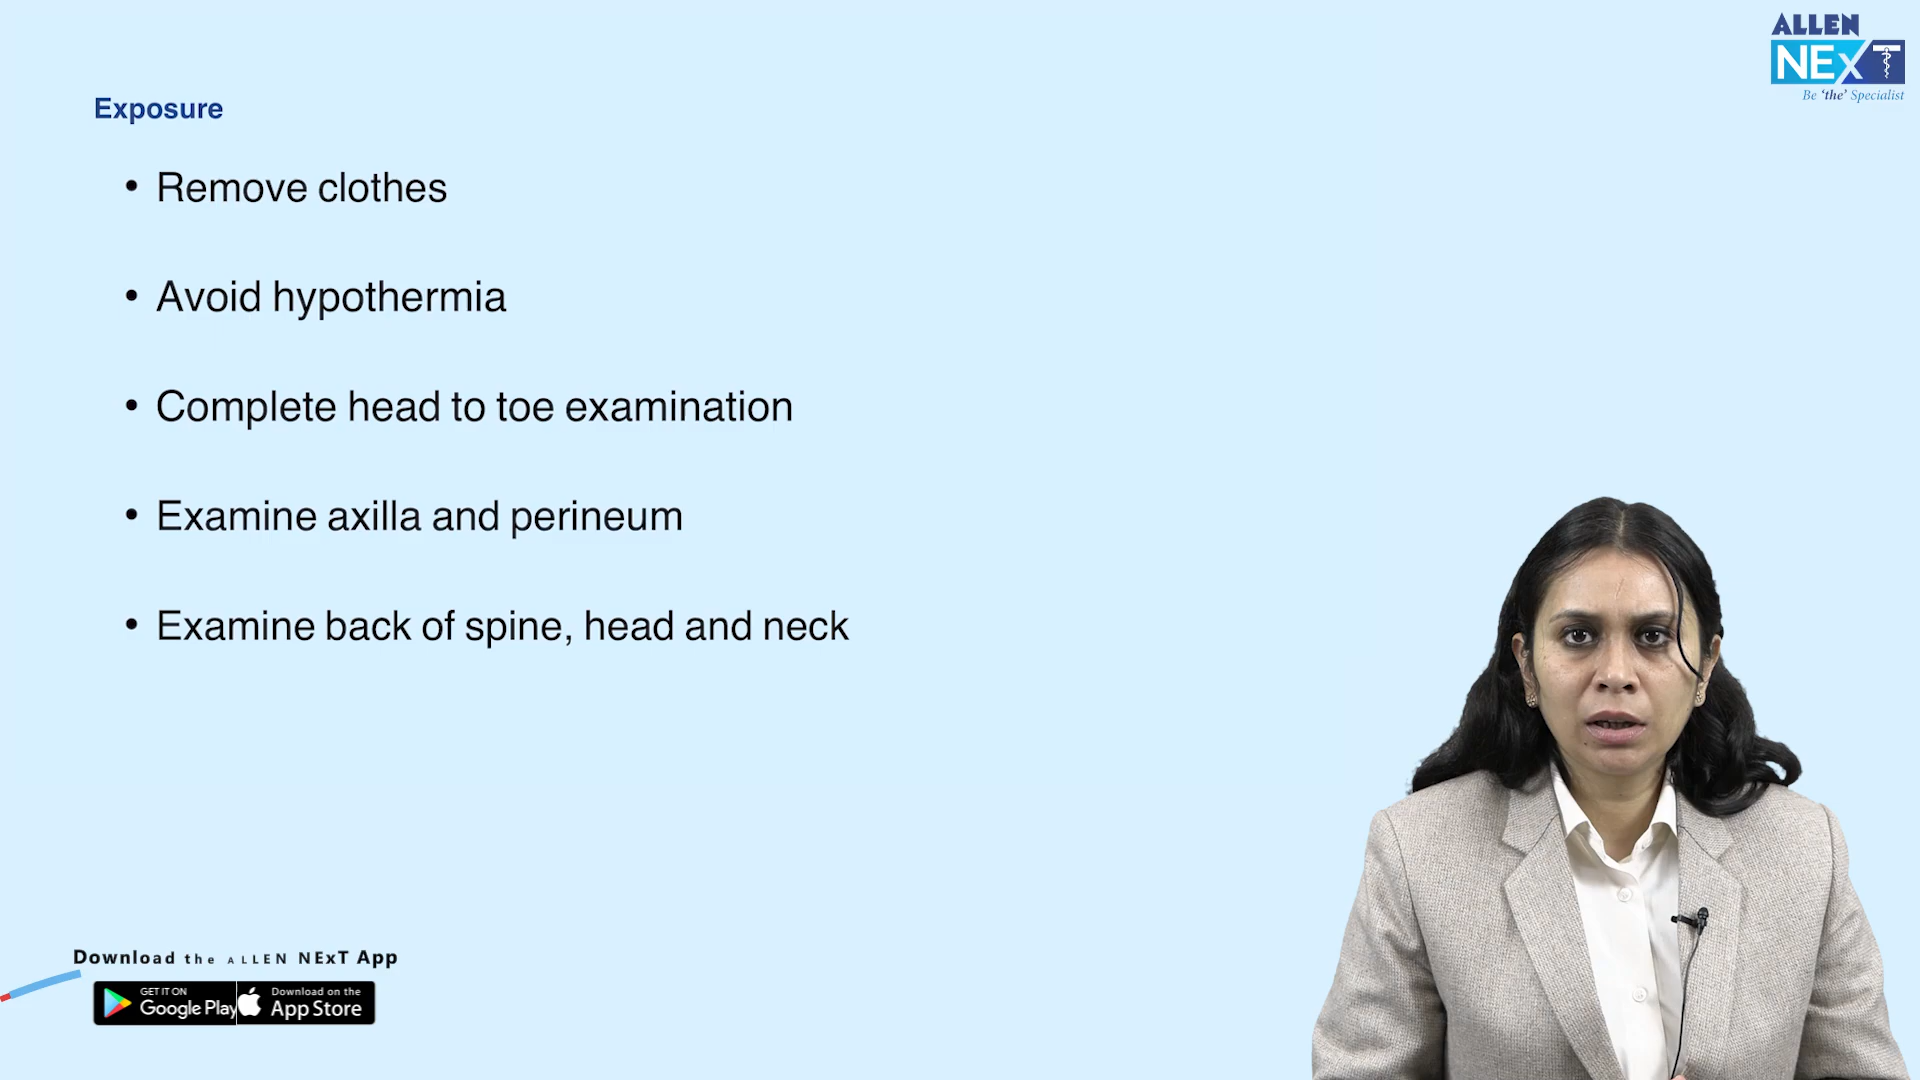 ALLEN
NExT
Be 'the' Specialist
Exposure
• Remove clothes
• Avoid hypothermia
• Complete head to toe examination
• Examine axilla and perineum
• Examine back of spine, head and neck
Download the ALLEN NExT App
GET IT ON
Google Play
Download on the
App Store